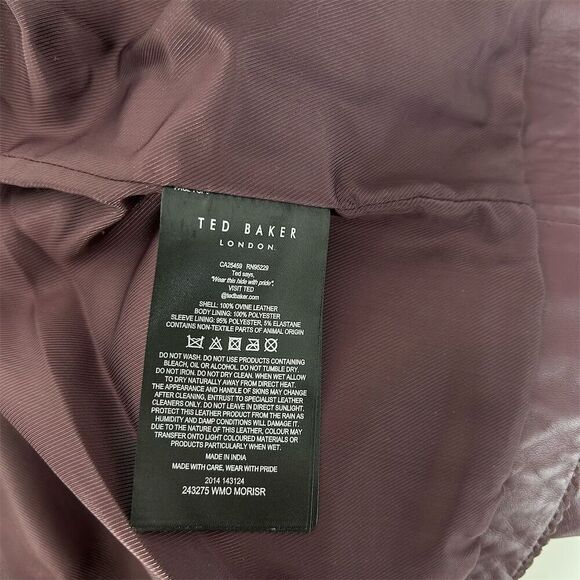 TED BAKER
LONDON
CA25469 RN95229
Ted says,
"Wear this hide with pride".
VISIT TED
@tedbaker.com
SHELL: 100% OVINE LEATHER
BODY LINING: 100% POLYESTER
SLEEVE LINING: 95% POLYESTER, 5% ELASTANE
CONTAINS NON-TEXTILE PARTS OF ANIMAL ORIGIN
DO NOT WASH. DO NOT USE PRODUCTS CONTAINING
BLEACH, OIL OR ALCOHOL. DO NOT TUMBLE DRY.
DO NOT IRON. DO NOT DRY CLEAN. WHEN WET ALLOW
TO DRY NATURALLY AWAY FROM DIRECT HEAT.
THE APPEARANCE AND HANDLE OF SKINS MAY CHANGE
AFTER CLEANING, ENTRUST TO SPECIALIST LEATHER
CLEANERS ONLY. DO NOT LEAVE IN DIRECT SUNLIGHT.
PROTECT THIS LEATHER PRODUCT FROM THE RAIN AS
HUMIDITY AND DAMP CONDITIONS WILL DAMAGE IT.
DUE TO THE NATURE OF THIS LEATHER, COLOUR MAY
TRANSFER ONTO LIGHT COLOURED MATERIALS OR
PRODUCTS PARTICULARLY WHEN WET.
MADE IN INDIA
MADE WITH CARE, WEAR WITH PRIDE
2014 143124
243275 WMO MORISR